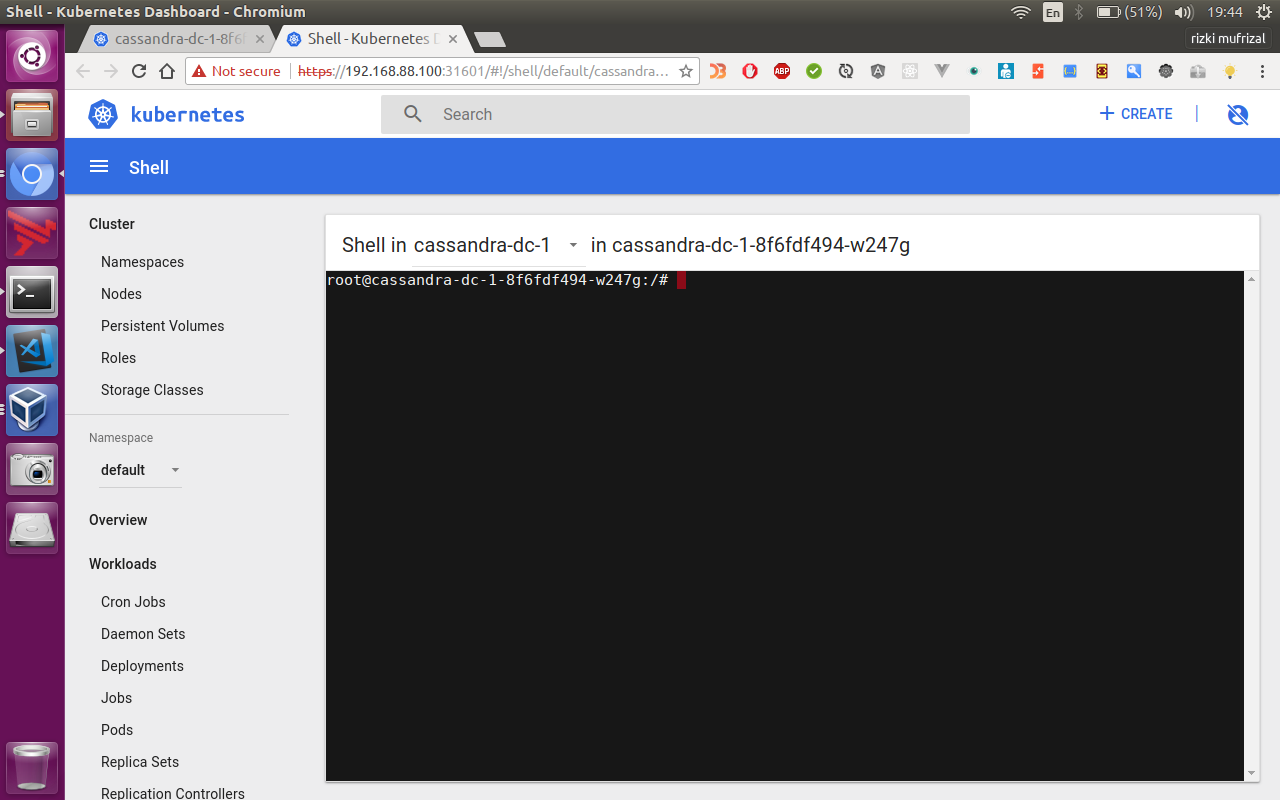 Shell - Kubernetes Dashboard - Chromium
En
(51%)
19:44
rizki mufrizal
cassandra-dc-1-8f6f
Shell - Kubernetes D
Not secure
https://192.168.88.100:31601/#!/shell/default/cassandra...
ABP
kubernetes
Search
CREATE
Shell
Cluster
Namespaces
Nodes
Persistent Volumes
Roles
Storage Classes
Namespace
default
Overview
Workloads
Cron Jobs
Daemon Sets
Deployments
Jobs
Pods
Replica Sets
Replication Controllers
Shell in cassandra-dc-1 in cassandra-dc-1-8f6fdf494-w247g
root@cassandra-dc-1-8f6fdf494-w247g:/#